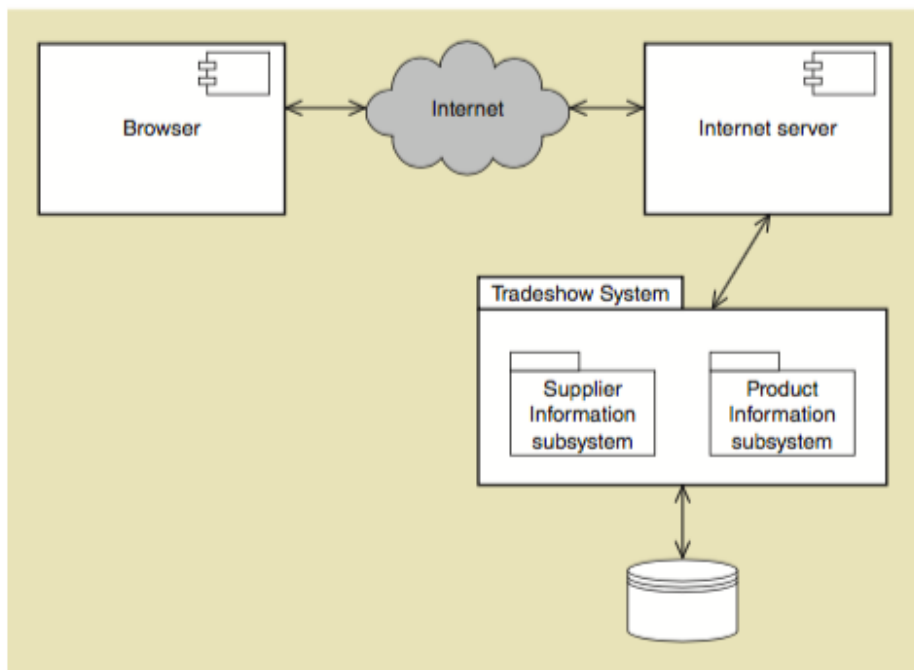 Browser
Internet
Internet server
Tradeshow System
Supplier
Information
subsystem
Product
Information
subsystem